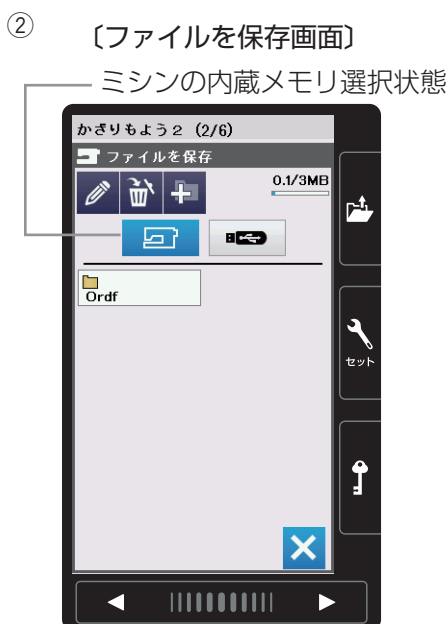 ②
〔ファイルを保存画面〕
ミシンの内蔵メモリ選択状態
かざりもよう2 (2/6)
ファイルを保存
0.1/3MB
Ordf
セット